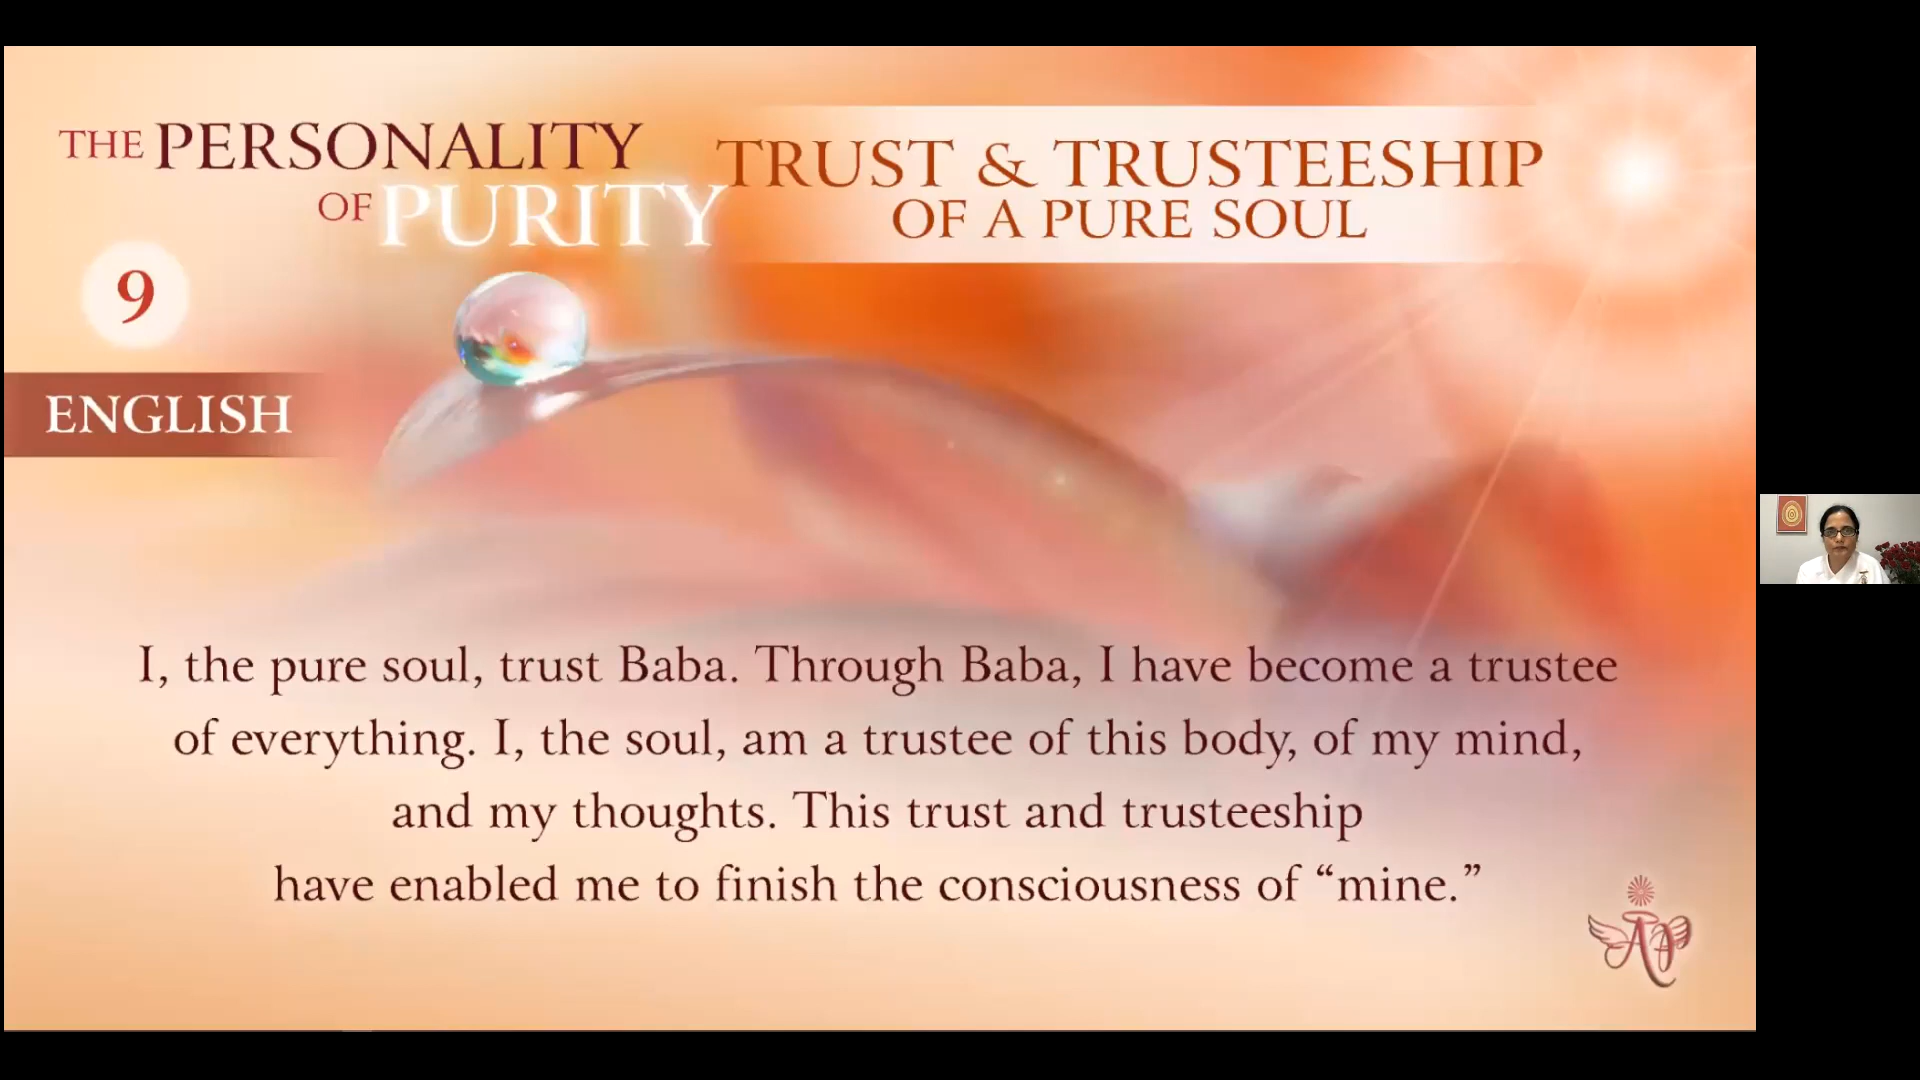 THE PERSONALITY
OF PURITY
TRUST & TRUSTEESHIP
OF A PURE SOUL
9
ENGLISH
I, the pure soul, trust Baba. Through Baba, I have become a trustee
of everything. I, the soul, am a trustee of this body, of my mind,
and my thoughts. This trust and trusteeship
have enabled me to finish the consciousness of “mine.”